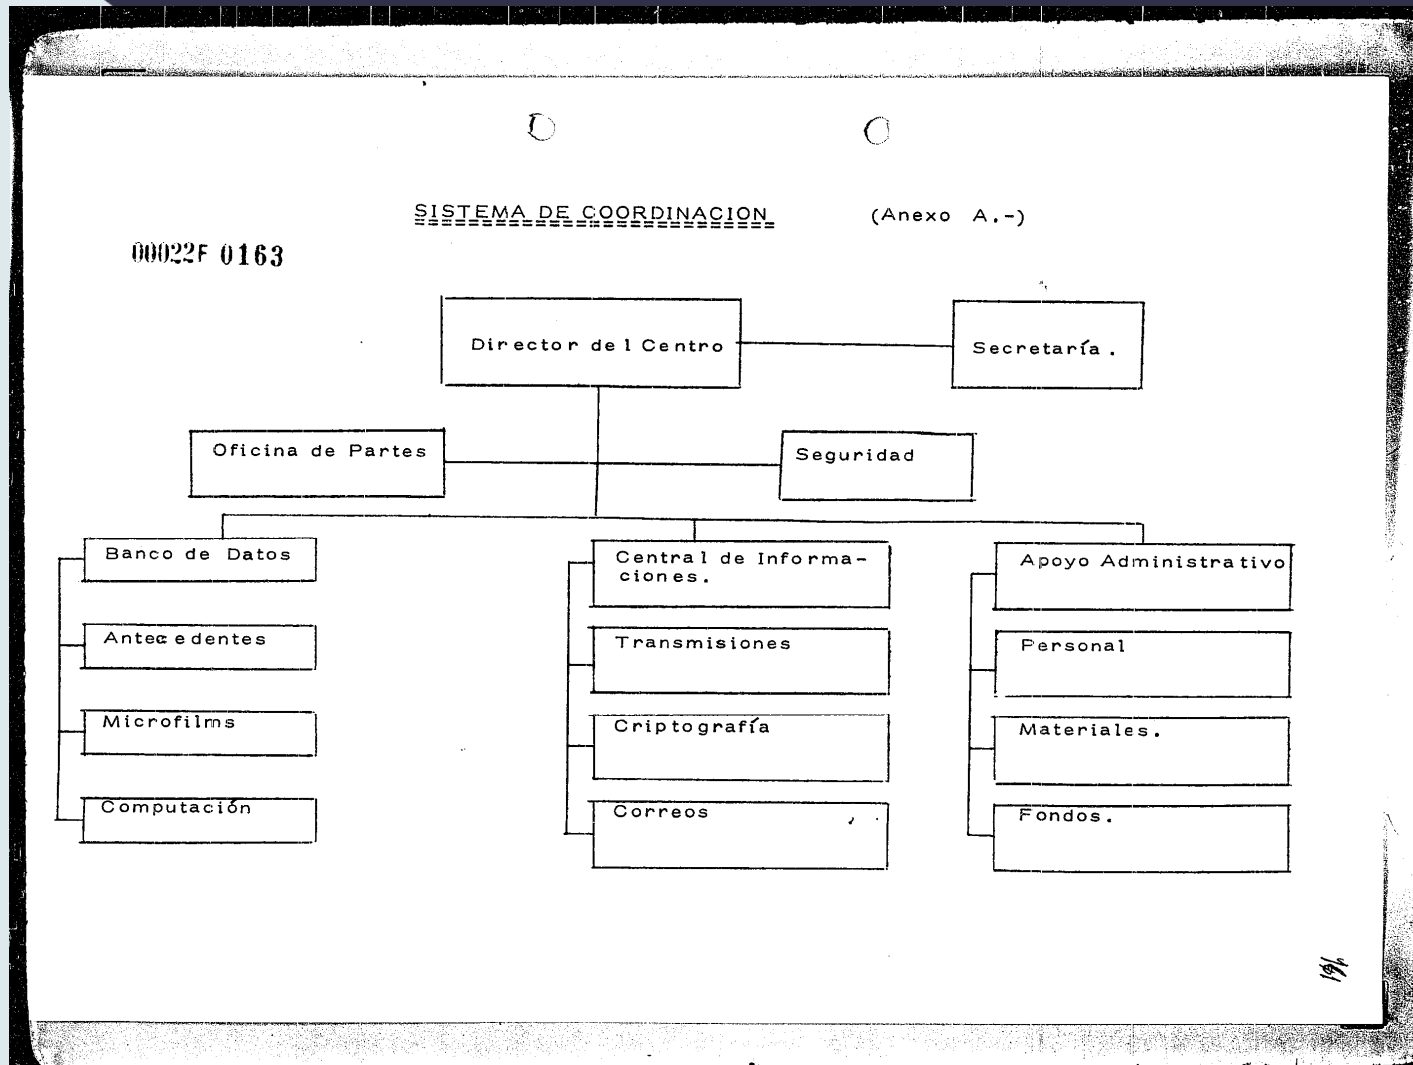 SISTEMA DE COORDINACION (Anexo A.-)
00022F 0163
Director del Centro
Secretaría.
Oficina de Partes
Seguridad
Banco de Datos
Antecedentes
Microfilms
Computación
Central de Informa-
ciones.
Transmisiones
Criptografía
Correos
Apoyo Administrativo
Personal
Materiales.
Fondos.